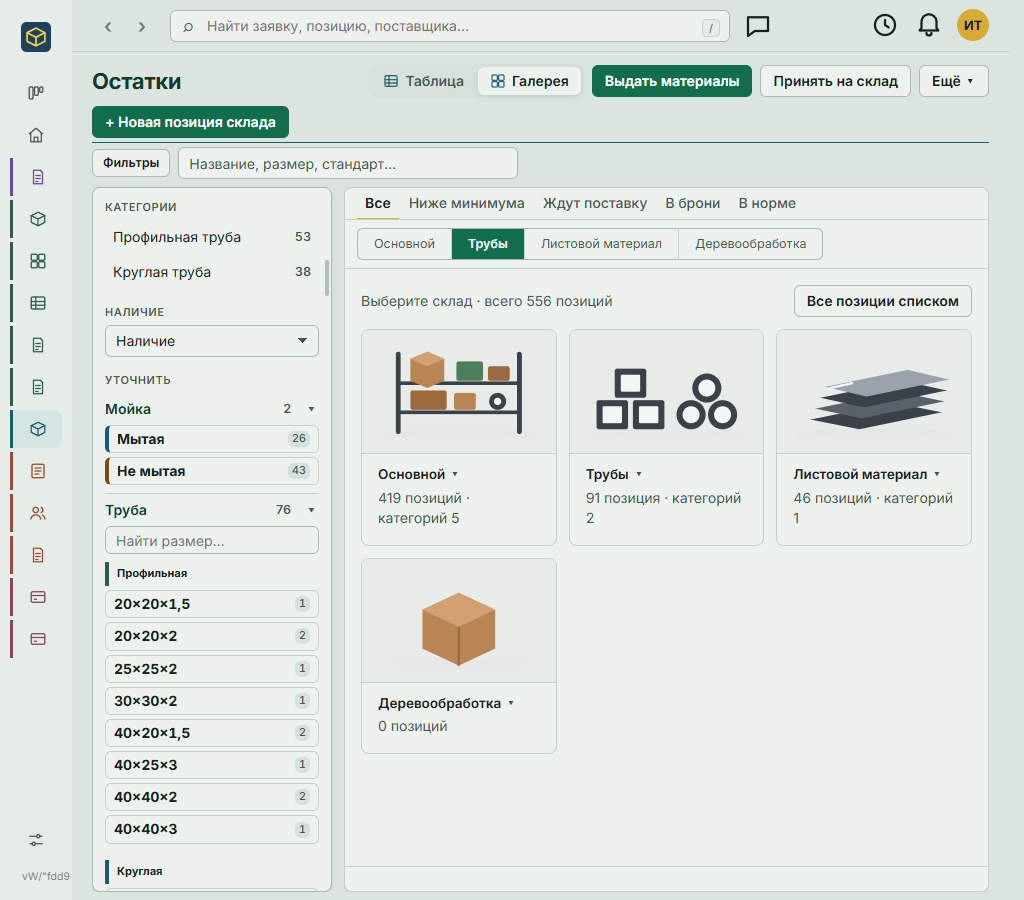 Найти заявку, позицию, поставщика...
/
ИТ
Остатки
Таблица
Галерея
Выдать материалы
Принять на склад
Ещё
+ Новая позиция склада
Фильтры
Название, размер, стандарт...
КАТЕГОРИИ
Профильная труба 53
Круглая труба 38
НАЛИЧИЕ
Наличие
УТОЧНИТЬ
Мойка 2
Мытая 26
Не мытая 43
Труба 76
Найти размер...
Профильная
20×20×1,5 1
20×20×2 2
25×25×2 1
30×30×2 1
40×20×1,5 2
40×25×3 1
40×40×2 2
40×40×3 1
Круглая
Все Ниже минимума Ждут поставку В брони В норме
Основной Трубы Листовой материал Деревообработка
Выберите склад · всего 556 позиций
Все позиции списком
Основной
419 позиций ·
категорий 5
Трубы
91 позиция · категорий
2
Листовой материал
46 позиций · категорий
1
Деревообработка
0 позиций
vW/"fdd9